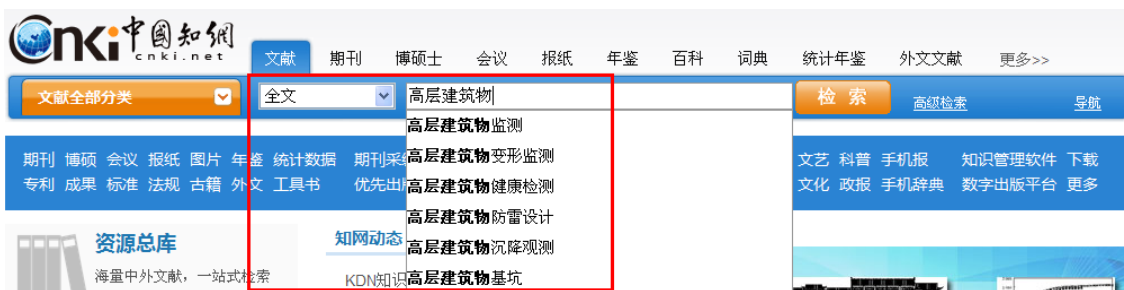 cnki 中国知网
cnki.net
文献 期刊 博硕士 会议 报纸 年鉴 百科 词典 统计年鉴 外文文献 更多>>
文献全部分类 全文 高层建筑物 检索 高级检索 导航
高层建筑物监测
期刊 博硕 会议 报纸 图片 年鉴 统计数据 期刊采 高层建筑物变形监测 文艺 科普 手机报 知识管理软件 下载
专利 成果 标准 法规 古籍 外文 工具书 优先出 高层建筑物健康检测 文化 政报 手机辞典 数字出版平台 更多
高层建筑物防雷设计
资源总库 知网动态 高层建筑物沉降观测
海量中外文献，一站式检索 KDN知识 高层建筑物基坑